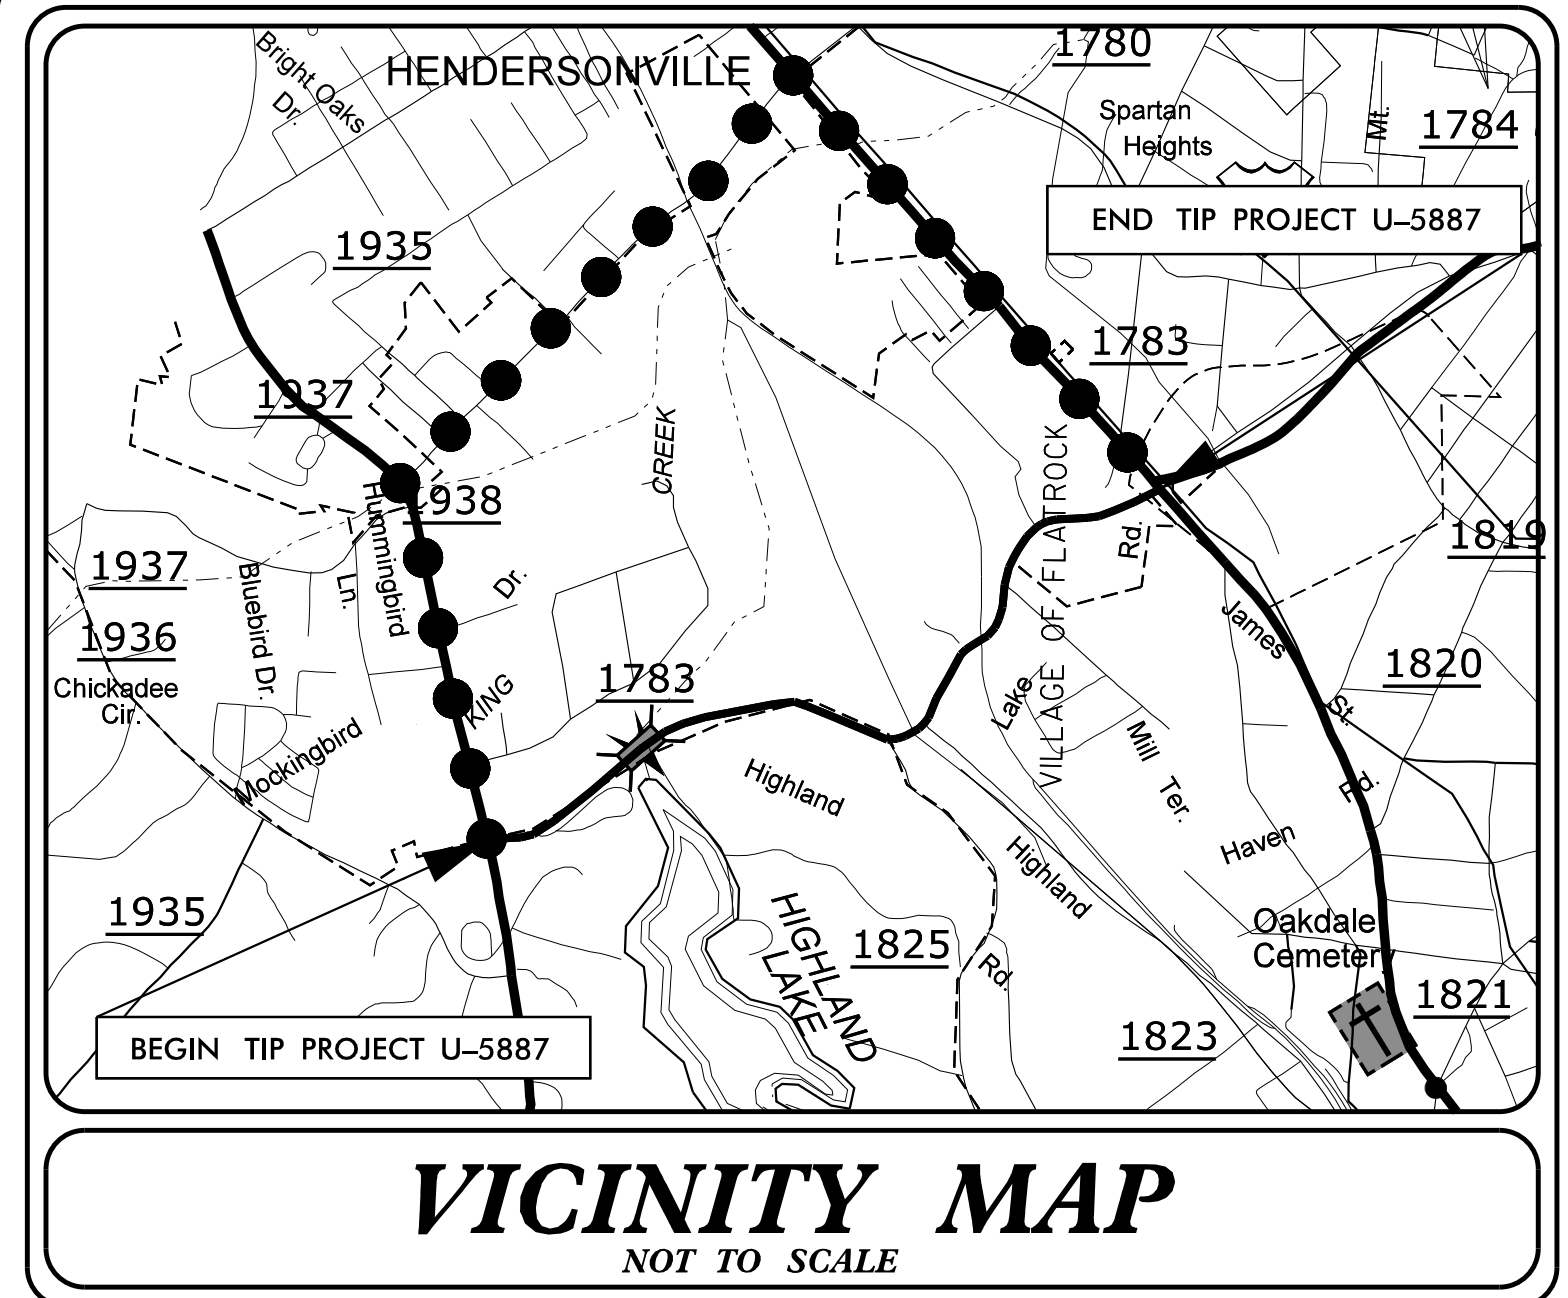 Bright Oaks
Dr.
HENDERSONVILLE
1780
Spartan
Heights
Mt.
1784
END TIP PROJECT U–5887
1935
1783
1937
CREEK
1938
Hummingbird
Ln.
1937
Bluebird Dr.
Dr.
VILLAGE OF FLATROCK
Rd.
1819
1936
Chickadee
Cir.
KING
1783
James
St.
1820
Lake
Mockingbird
Highland
Mill Ter.
Rd.
Haven
Highland
1935
HIGHLAND
LAKE
1825
Rd.
Oakdale
Cemetery
1821
1823
BEGIN TIP PROJECT U–5887
VICINITY MAP
NOT TO SCALE